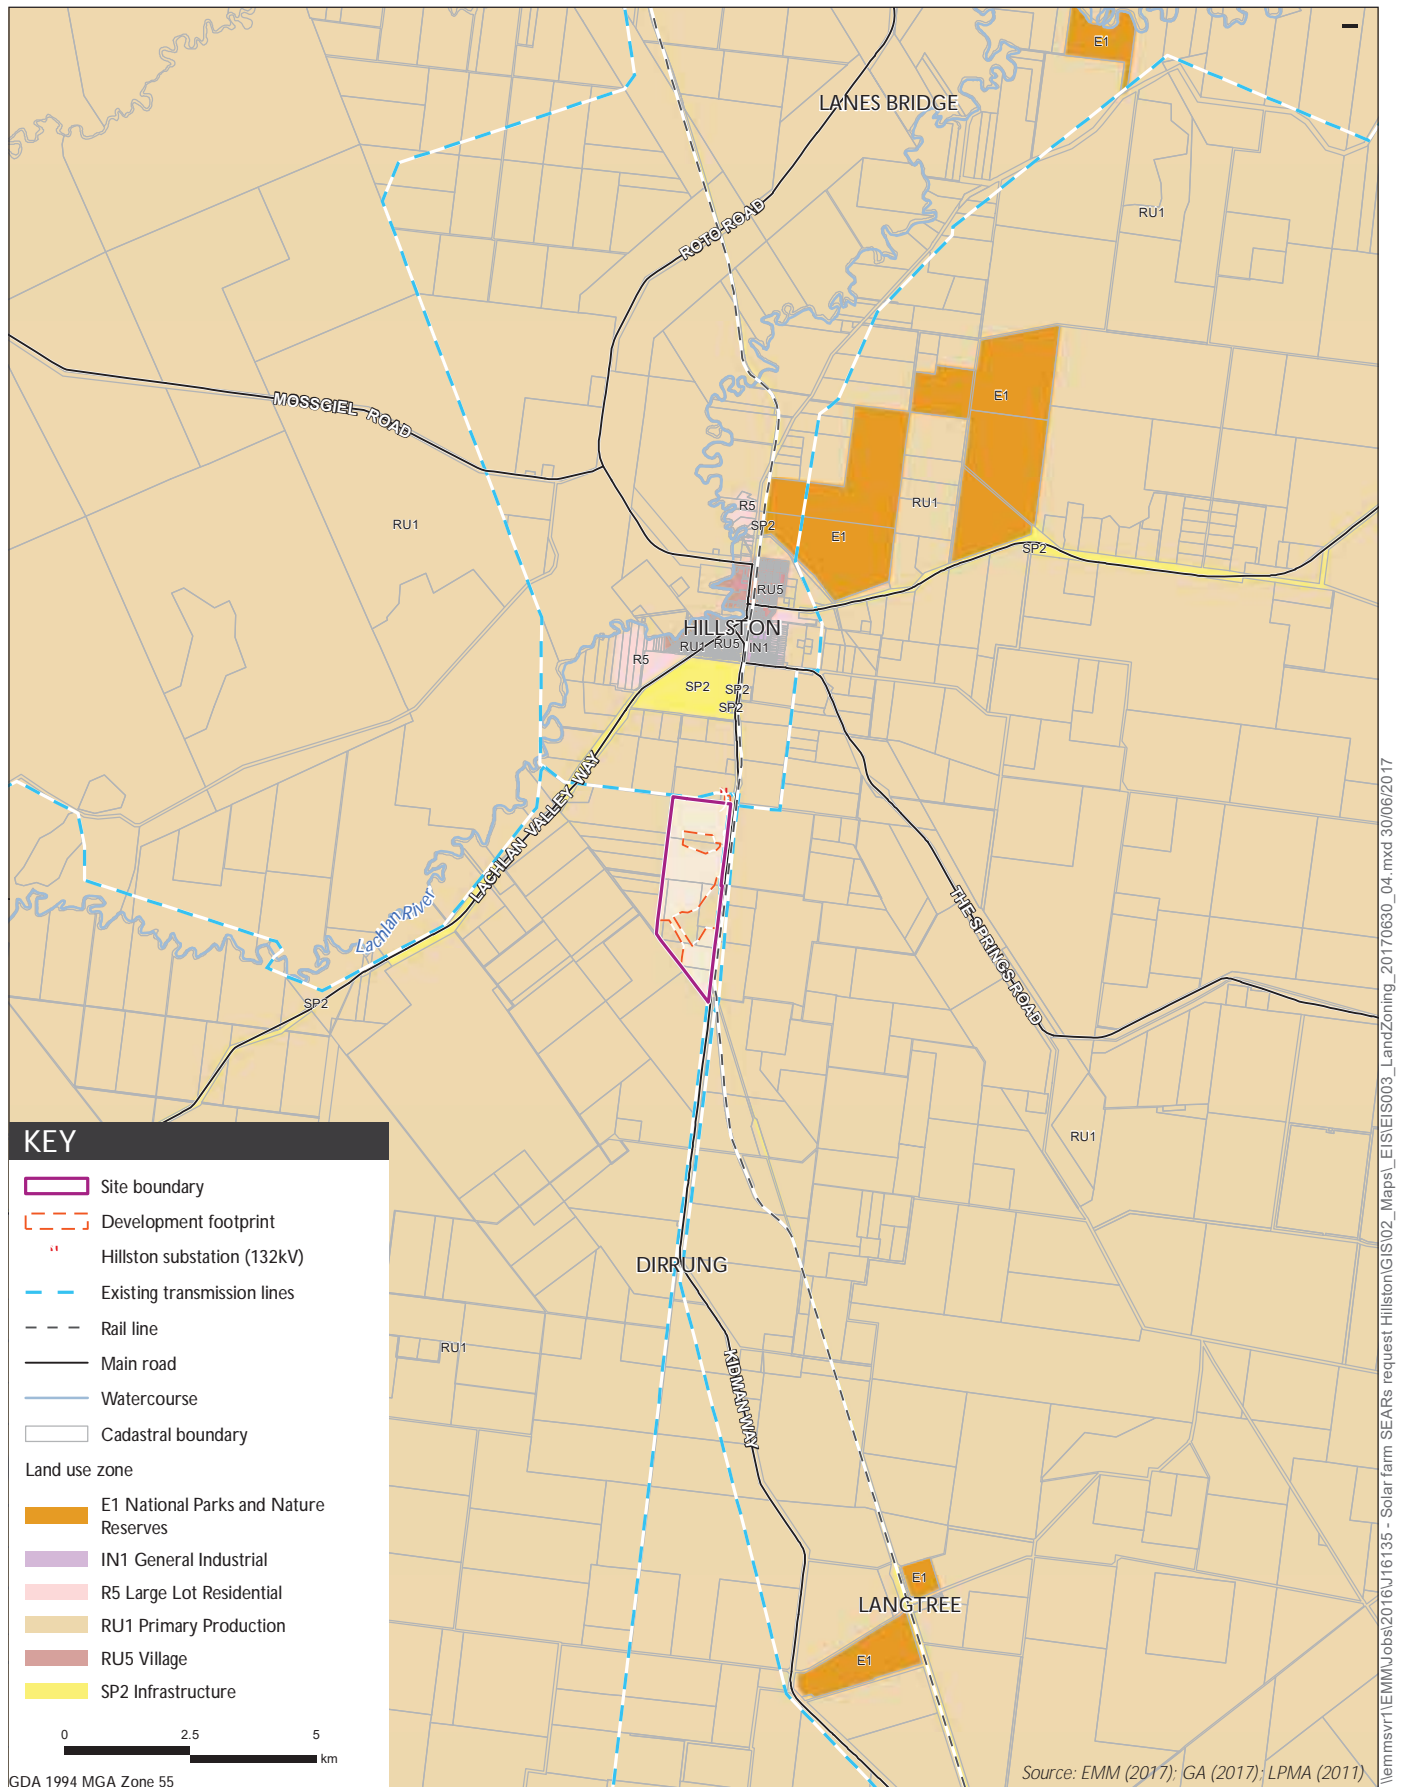 E1
LANES BRIDGE
RU1
ROTO ROAD
MOSSGIEL ROAD
E1
RU1
R5
SP2
RU1
E1
SP2
RU5
HILLSTON
RU1
RU5
IN1
R5
SP2
SP2
SP2
LACHLAN VALLEY WAY
Lachlan River
THE SPRINGS ROAD
SP2
RU1
DIRRUNG
RU1
KIDMAN WAY
E1
LANGTREE
E1
KEY
Site boundary
Development footprint
Hillston substation (132kV)
Existing transmission lines
Rail line
Main road
Watercourse
Cadastral boundary
Land use zone
E1 National Parks and Nature
Reserves
IN1 General Industrial
R5 Large Lot Residential
RU1 Primary Production
RU5 Village
SP2 Infrastructure
0 2.5 5
km
GDA 1994 MGA Zone 55
Source: EMM (2017); GA (2017); LPMA (2011)
\\emmsvr1\EMM\Jobs\2016\J16135 - Solar farm SEARs request Hillston\GIS\02_Maps\_EIS\EIS003_LandZoning_20170630_04.mxd 30/06/2017